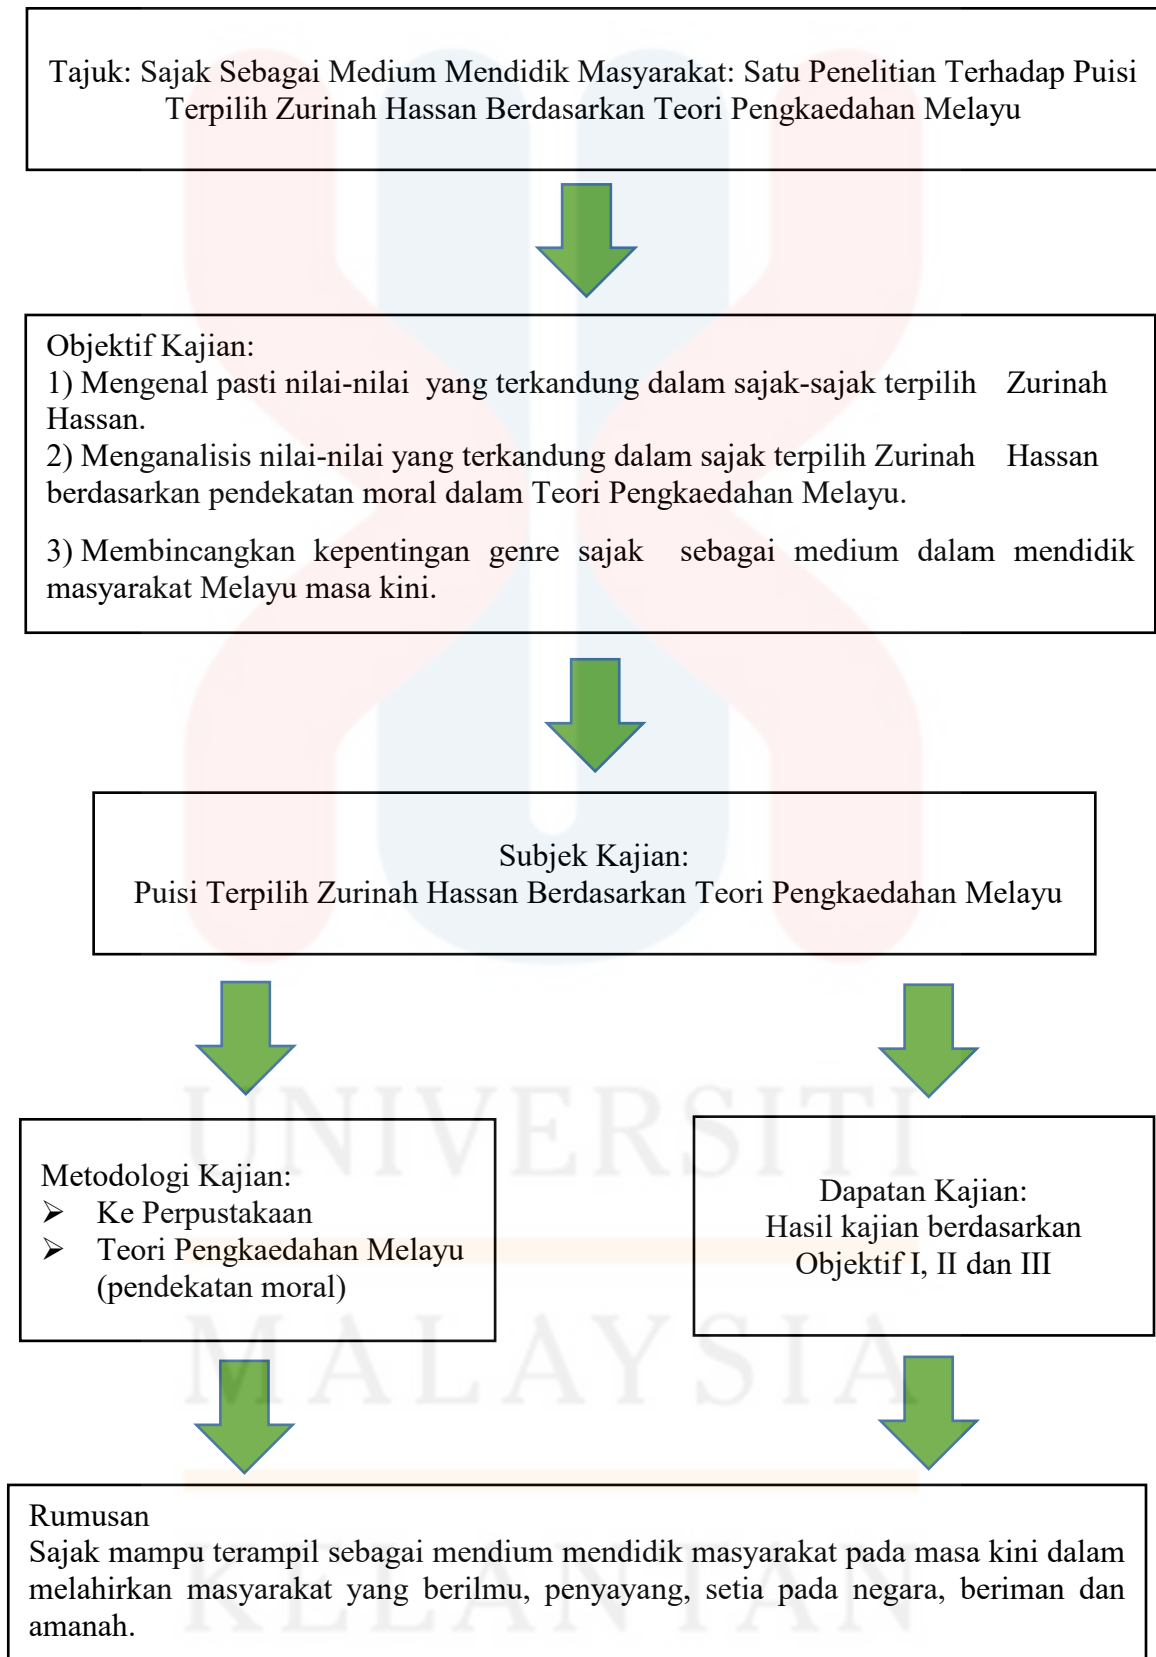 Tajuk: Sajak Sebagai Medium Mendidik Masyarakat: Satu Penelitian Terhadap Puisi
Terpilih Zurinah Hassan Berdasarkan Teori Pengkaedahan Melayu
Objektif Kajian:
1) Mengenal pasti nilai-nilai yang terkandung dalam sajak-sajak terpilih Zurinah
Hassan.
2) Menganalisis nilai-nilai yang terkandung dalam sajak terpilih Zurinah Hassan
berdasarkan pendekatan moral dalam Teori Pengkaedahan Melayu.
3) Membincangkan kepentingan genre sajak sebagai medium dalam mendidik
masyarakat Melayu masa kini.
Subjek Kajian:
Puisi Terpilih Zurinah Hassan Berdasarkan Teori Pengkaedahan Melayu
Metodologi Kajian:
➢ Ke Perpustakaan
➢ Teori Pengkaedahan Melayu
(pendekatan moral)
Dapatan Kajian:
Hasil kajian berdasarkan
Objektif I, II dan III
Rumusan
Sajak mampu terampil sebagai mendium mendidik masyarakat pada masa kini dalam
melahirkan masyarakat yang berilmu, penyayang, setia pada negara, beriman dan
amanah.
UNIVERSITI
MALAYSIA
KELANTAN